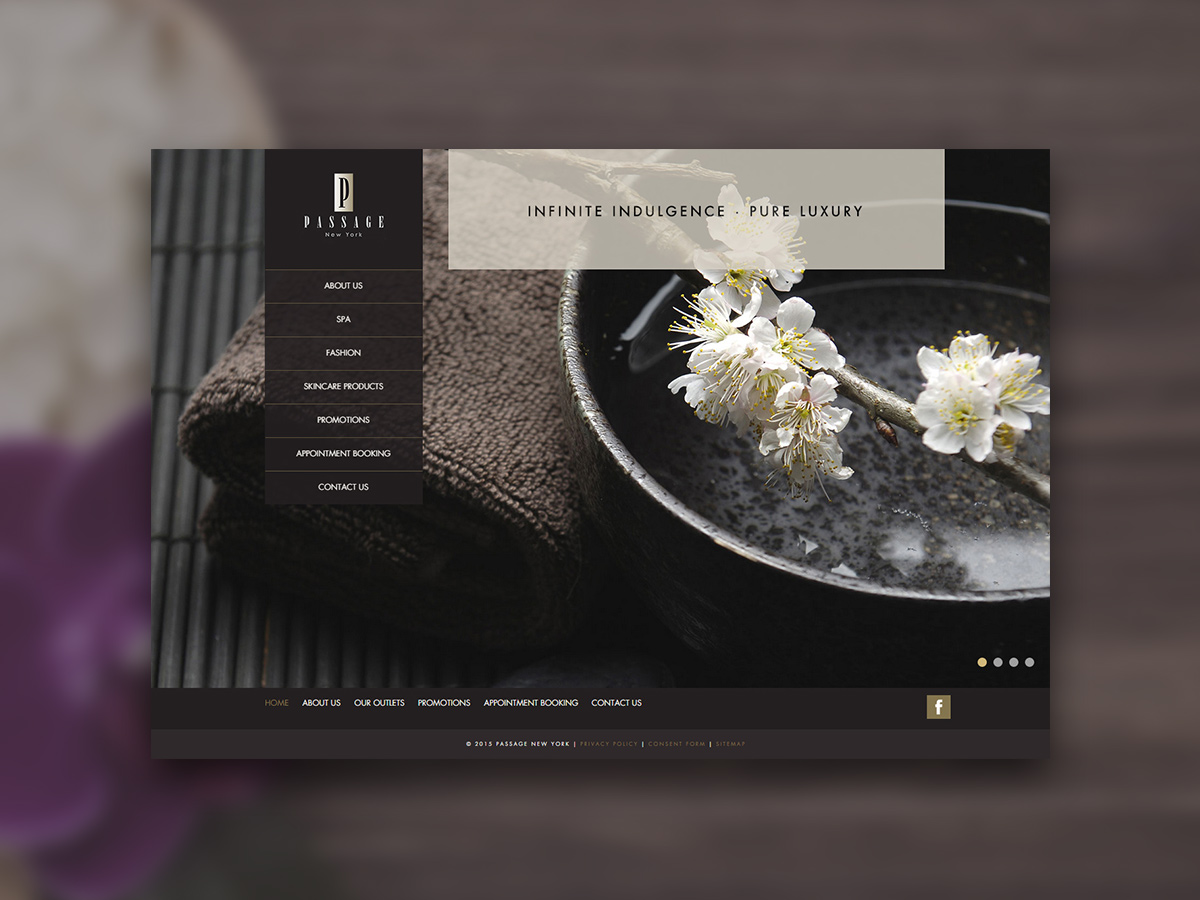 P
PASSAGE
New York
INFINITE INDULGENCE · PURE LUXURY
ABOUT US
SPA
FASHION
SKINCARE PRODUCTS
PROMOTIONS
APPOINTMENT BOOKING
CONTACT US
HOME ABOUT US OUR OUTLETS PROMOTIONS APPOINTMENT BOOKING CONTACT US f
© 2015 PASSAGE NEW YORK | PRIVACY POLICY | CONSENT FORM | SITEMAP